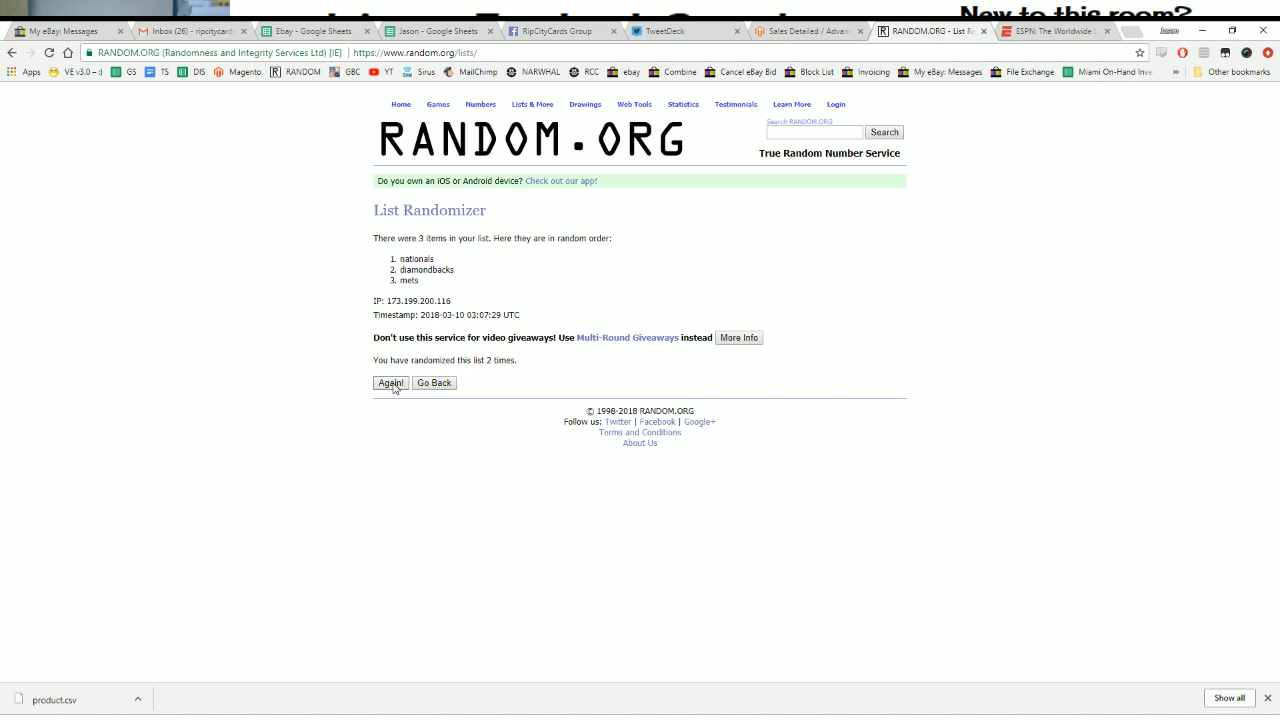 New to this room?
My eBay: Messages
Inbox (26) - ripcitycard
Ebay - Google Sheets
Jason - Google Sheets
RipCityCards Group
TweetDeck
Sales Detailed / Advan
RANDOM.ORG - List Ra
ESPN: The Worldwide L
RANDOM.ORG (Randomness and Integrity Services Ltd) [IE] | https://www.random.org/lists/
Apps VE v3.0 – :) GS TS DIS Magento RANDOM GBC YT Sirus MailChimp NARWHAL RCC ebay Combine Cancel eBay Bid Block List Invoicing My eBay: Messages File Exchange Miami On-Hand Inve » Other bookmarks
Home Games Numbers Lists & More Drawings Web Tools Statistics Testimonials Learn More Login
RANDOM.ORG
Search RANDOM.ORG
Search
True Random Number Service
Do you own an iOS or Android device? Check out our app!
List Randomizer
There were 3 items in your list. Here they are in random order:
1. nationals
2. diamondbacks
3. mets
IP: 173.199.200.116
Timestamp: 2018-03-10 03:07:29 UTC
Don't use this service for video giveaways! Use Multi-Round Giveaways instead More Info
You have randomized this list 2 times.
Again! Go Back
© 1998-2018 RANDOM.ORG
Follow us: Twitter | Facebook | Google+
Terms and Conditions
About Us
product.csv
Show all